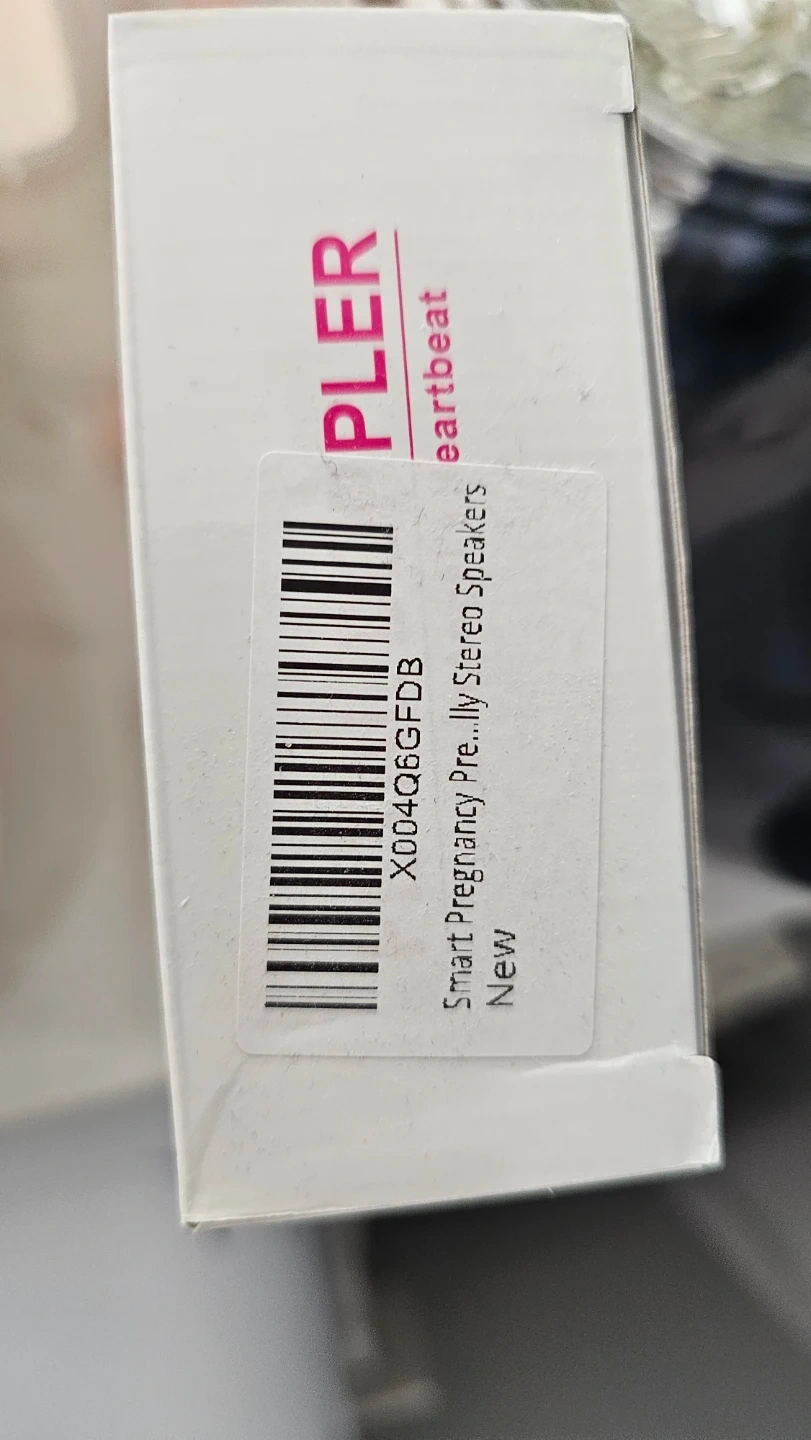 PLER
eartbeat
X004Q6GFDB
Smart Pregnancy Pre...lly Stereo Speakers
New